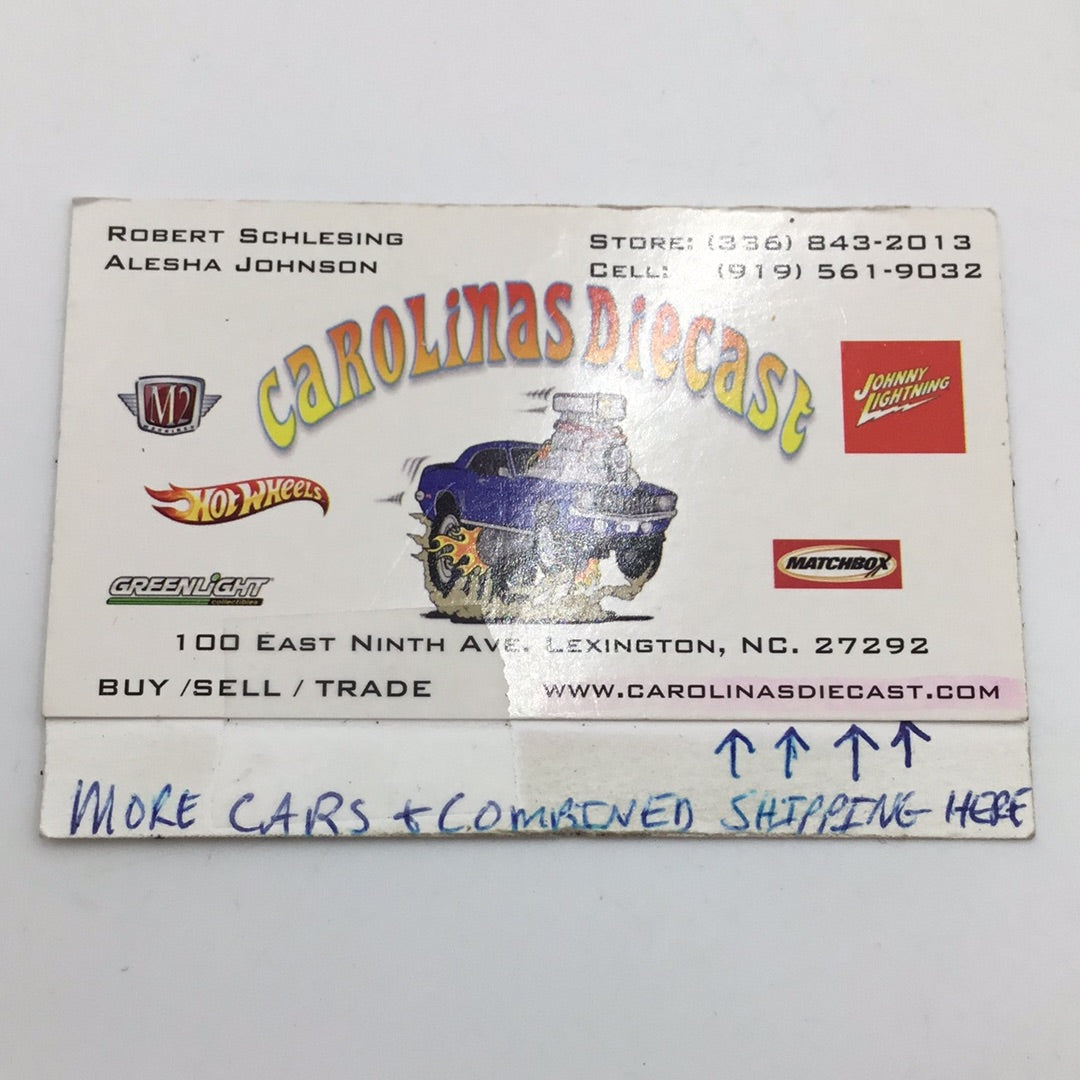 ROBERT SCHLESING
ALESHA JOHNSON
STORE: (336) 843-2013
CELL: (919) 561-9032
CAROLINAS DIECAST
M2
MACHINES
JOHNNY LIGHTNING
HOT WHEELS
MATCHBOX
GREENLIGHT
collectibles
100 EAST NINTH AVE. LEXINGTON, NC. 27292
BUY /SELL / TRADE
WWW.CAROLINASDIECAST.COM
MORE CARS + COMBINED SHIPPING HERE